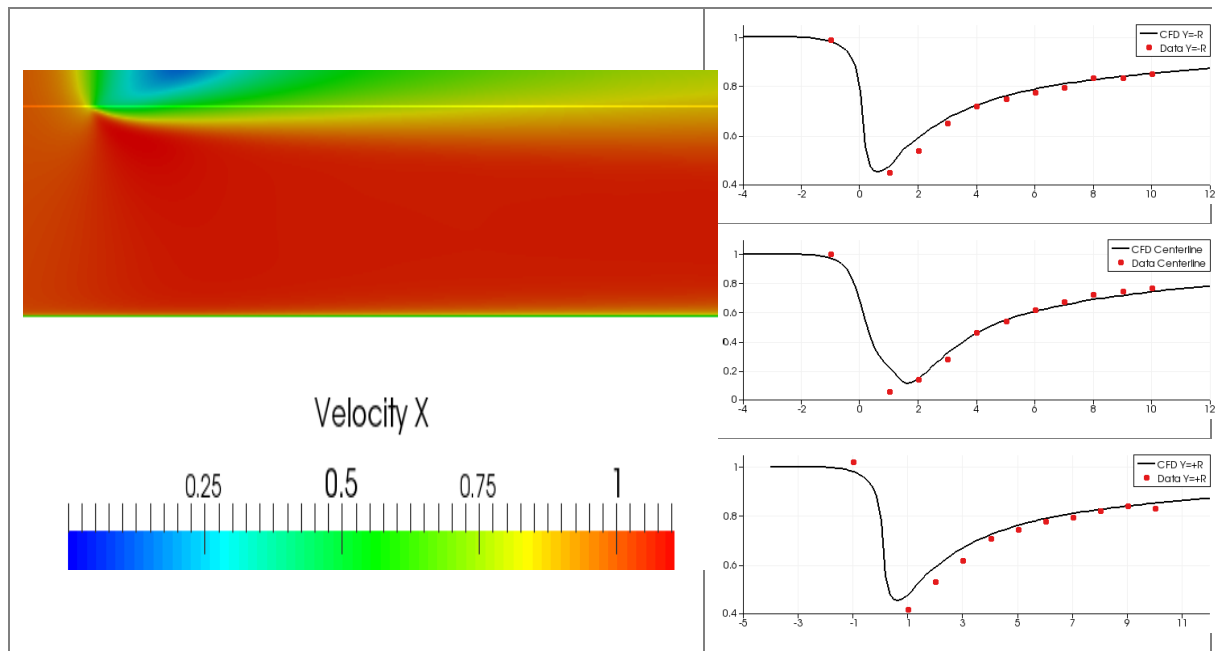 Velocity X
0.25 0.5 0.75 1
CFD Y=-R
Data Y=-R
1
0.8
0.6
0.4
-4 -2 0 2 4 6 8 10 12
CFD Centerline
Data Centerline
1
0.8
0.6
0.4
0.2
0
-4 -2 0 2 4 6 8 10 12
CFD Y=+R
Data Y=+R
1
0.8
0.6
0.4
-5 -3 -1 1 3 5 7 9 11